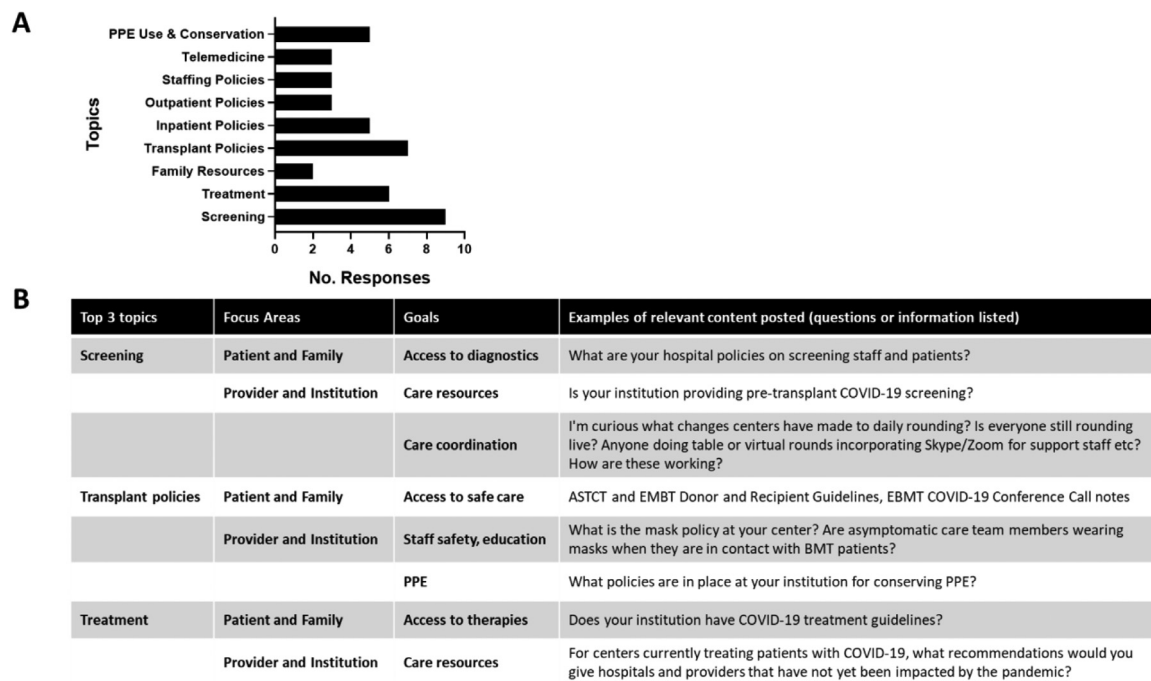 A
PPE Use & Conservation
Telemedicine
Staffing Policies
Outpatient Policies
Inpatient Policies
Transplant Policies
Family Resources
Treatment
Screening
Topics
0 2 4 6 8 10
No. Responses
B
Top 3 topics Focus Areas Goals Examples of relevant content posted (questions or information listed)
Screening Patient and Family Access to diagnostics What are your hospital policies on screening staff and patients?
Provider and Institution Care resources Is your institution providing pre-transplant COVID-19 screening?
Care coordination I'm curious what changes centers have made to daily rounding? Is everyone still rounding
live? Anyone doing table or virtual rounds incorporating Skype/Zoom for support staff etc?
How are these working?
Transplant policies Patient and Family Access to safe care ASTCT and EMBT Donor and Recipient Guidelines, EBMT COVID-19 Conference Call notes
Provider and Institution Staff safety, education What is the mask policy at your center? Are asymptomatic care team members wearing
masks when they are in contact with BMT patients?
PPE What policies are in place at your institution for conserving PPE?
Treatment Patient and Family Access to therapies Does your institution have COVID-19 treatment guidelines?
Provider and Institution Care resources For centers currently treating patients with COVID-19, what recommendations would you
give hospitals and providers that have not yet been impacted by the pandemic?